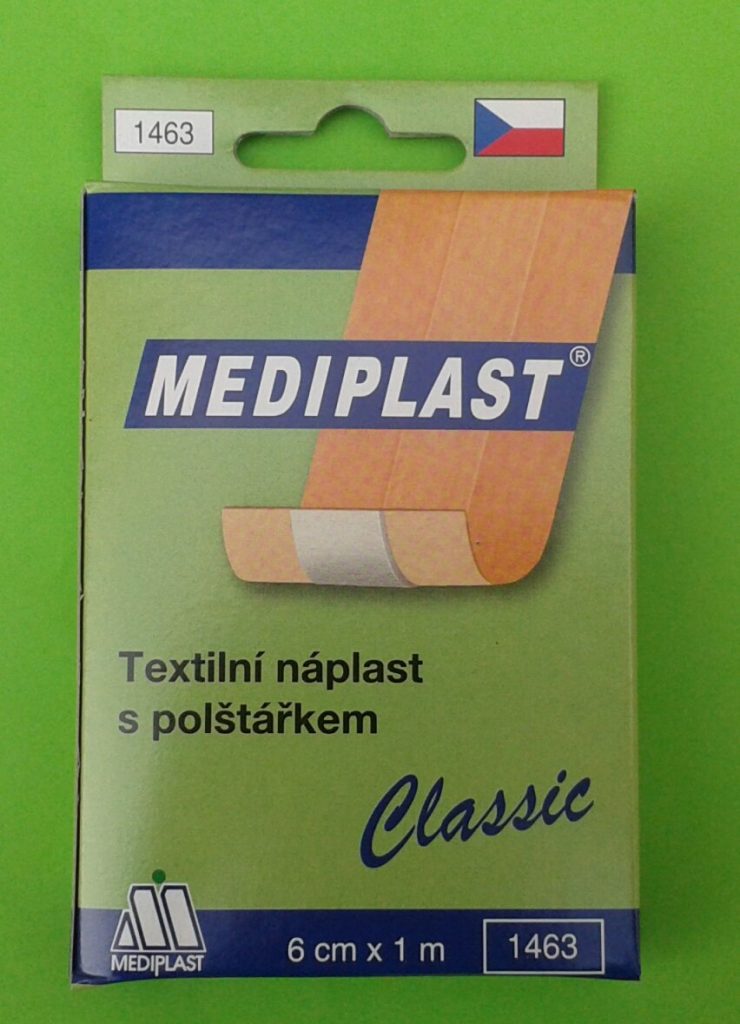 1463
MEDIPLAST®
Textilní náplast
s polštářkem
Classic
MEDIPLAST
6 cm x 1 m
1463